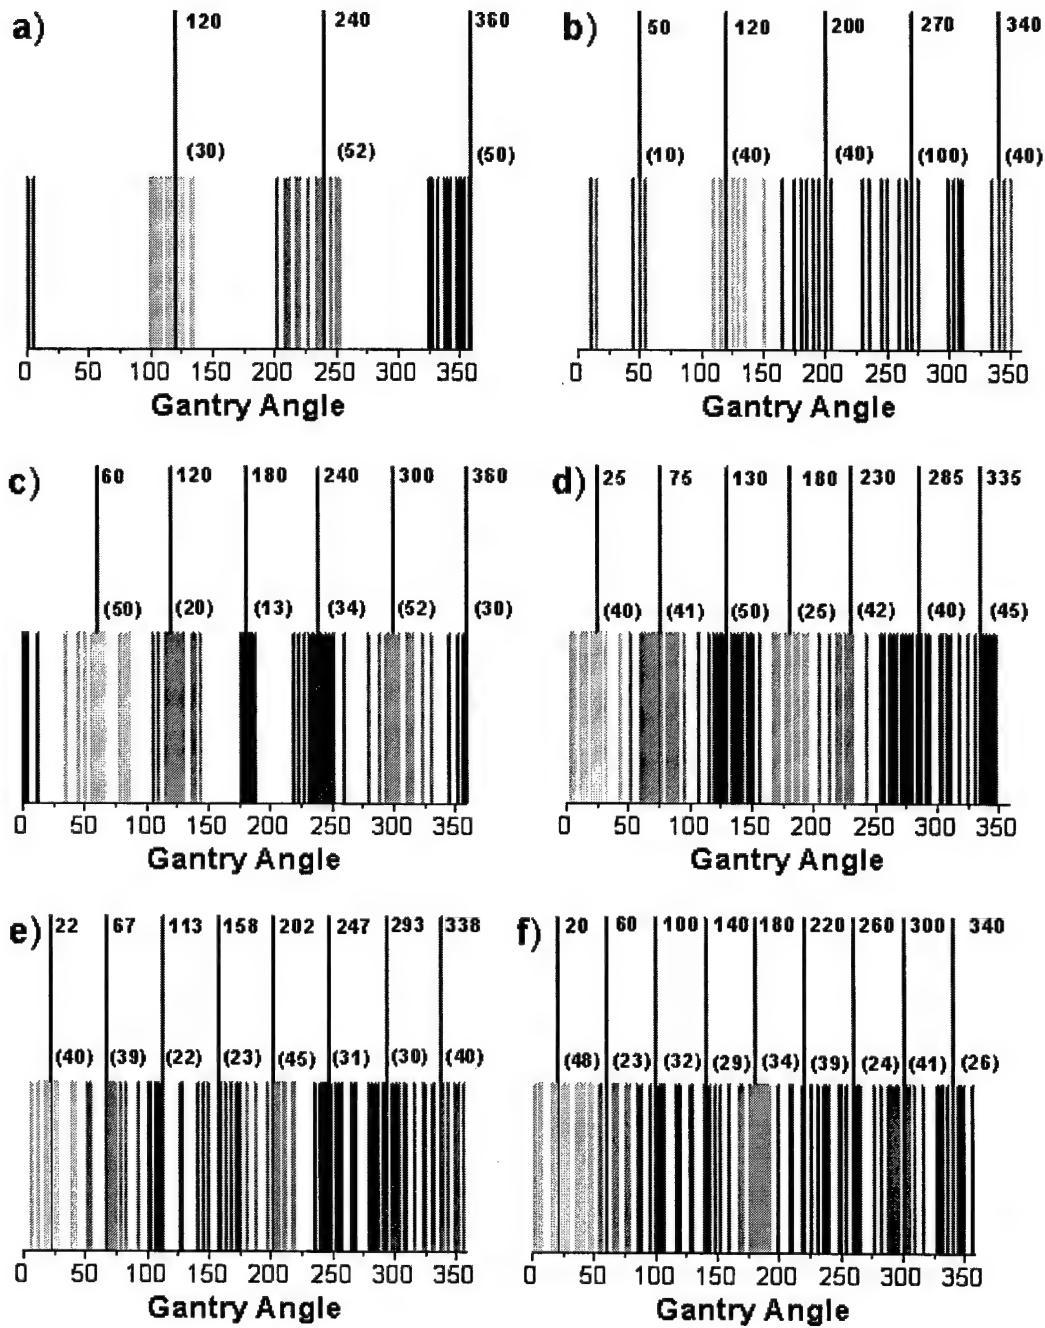 a)
120 240 360
(30) (52) (50)
0 50 100 150 200 250 300 350
Gantry Angle
b)
50 120 200 270 340
(10) (40) (40) (100) (40)
0 50 100 150 200 250 300 350
Gantry Angle
c)
60 120 180 240 300 360
(50) (20) (13) (34) (52) (30)
0 50 100 150 200 250 300 350
Gantry Angle
d)
25 75 130 180 230 285 335
(40) (41) (50) (25) (42) (40) (45)
0 50 100 150 200 250 300 350
Gantry Angle
e)
22 67 113 158 202 247 293 338
(40) (39) (22) (23) (45) (31) (30) (40)
0 50 100 150 200 250 300 350
Gantry Angle
f)
20 60 100 140 180 220 260 300 340
(48) (23) (32) (29) (34) (39) (24) (41) (26)
0 50 100 150 200 250 300 350
Gantry Angle